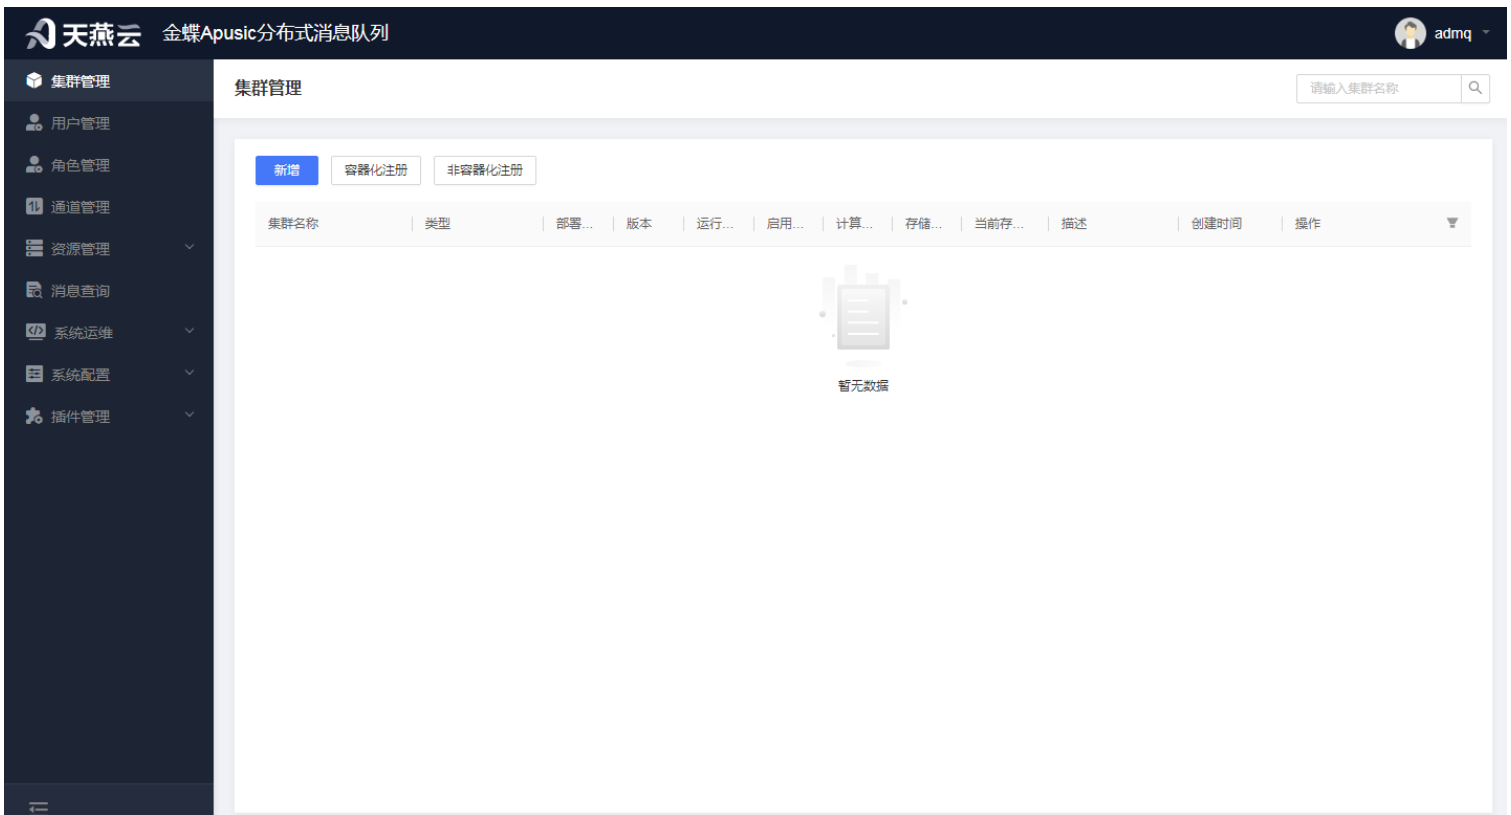 天燕云 金蝶Apusic分布式消息队列
admq
集群管理
用户管理
角色管理
通道管理
资源管理
消息查询
系统运维
系统配置
插件管理
集群管理
请输入集群名称
新增 容器化注册 非容器化注册
集群名称 类型 部署... 版本 运行... 启用... 计算... 存储... 当前存... 描述 创建时间 操作
暂无数据